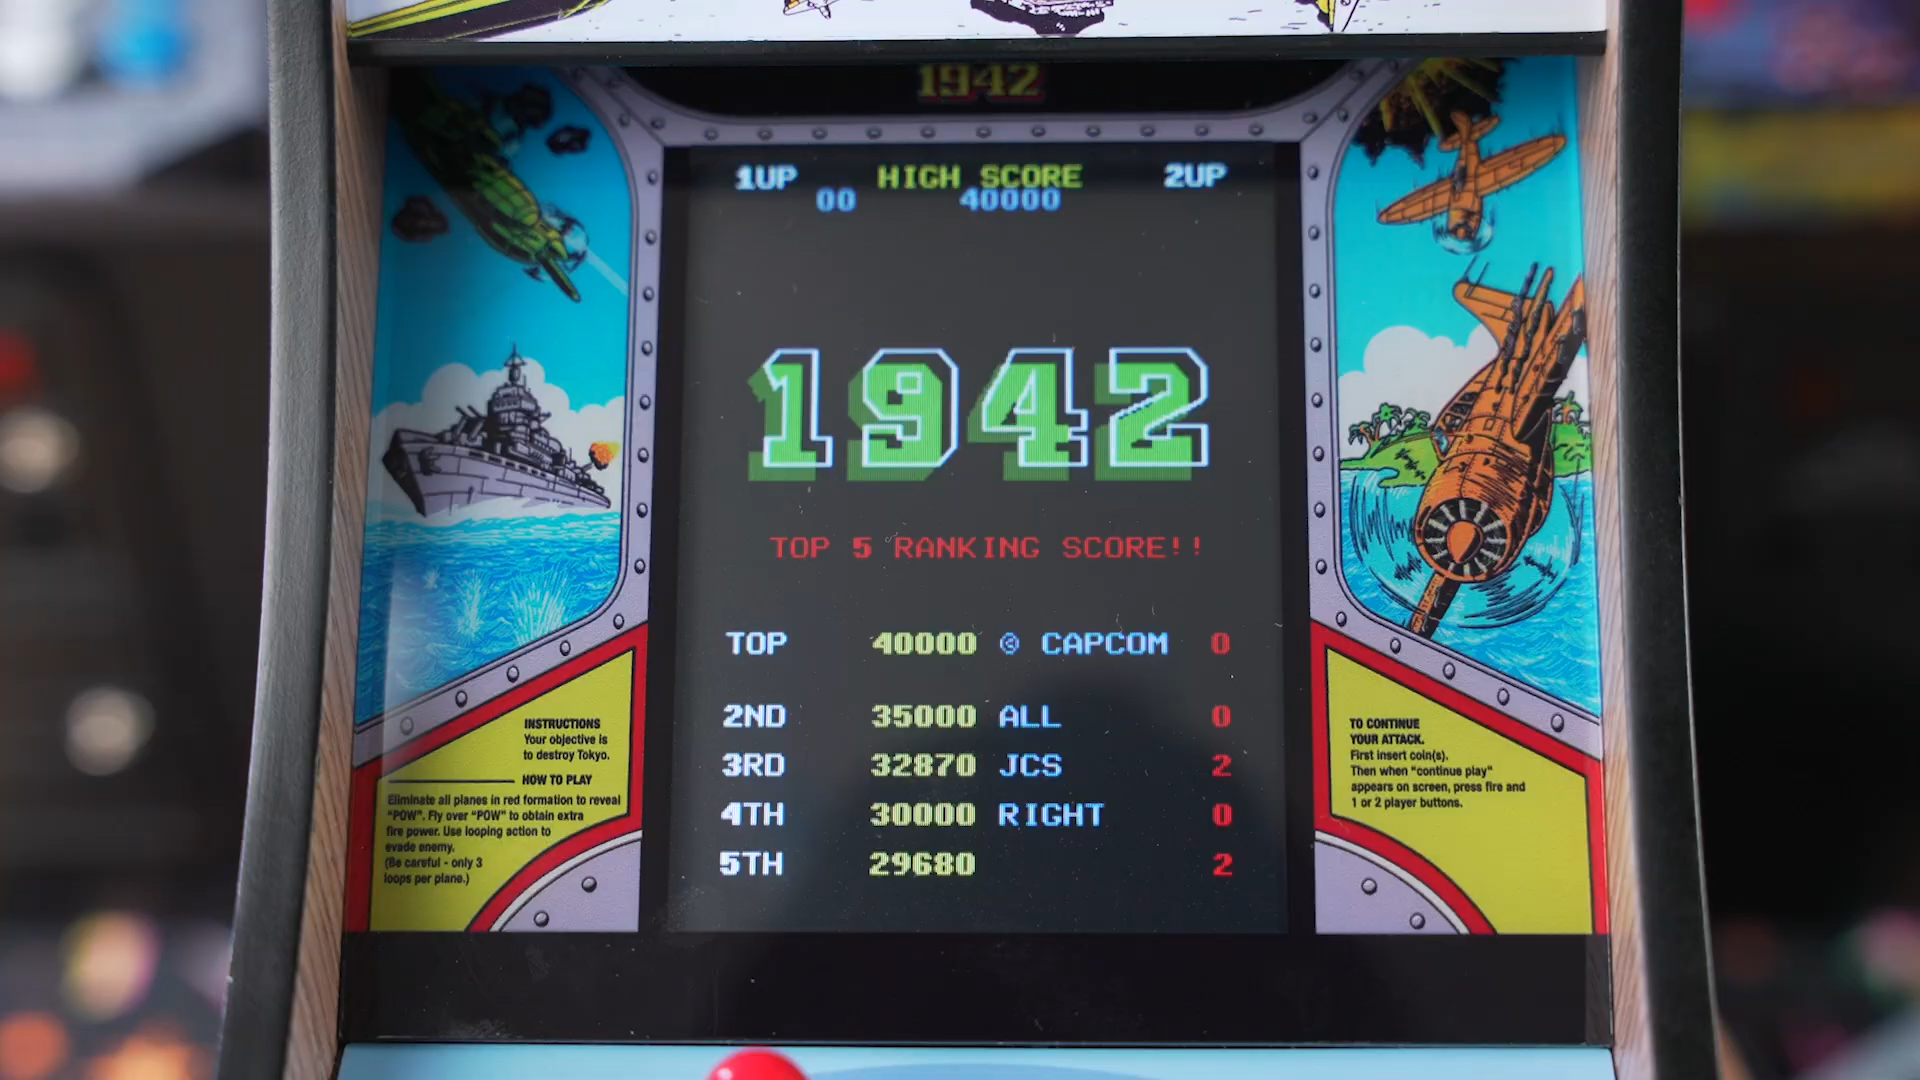 1942
1UP HIGH SCORE 2UP
00 40000
1942
TOP 5 RANKING SCORE!!
TOP 40000 © CAPCOM 0
2ND 35000 ALL 0
3RD 32870 JCS 2
4TH 30000 RIGHT 0
5TH 29680 2
INSTRUCTIONS
Your objective is
to destroy Tokyo.
HOW TO PLAY
Eliminate all planes in red formation to reveal
"POW". Fly over "POW" to obtain extra
fire power. Use looping action to
evade enemy.
(Be careful - only 3
loops per plane.)
TO CONTINUE
YOUR ATTACK.
First insert coin(s).
Then when "continue play"
appears on screen, press fire and
1 or 2 player buttons.